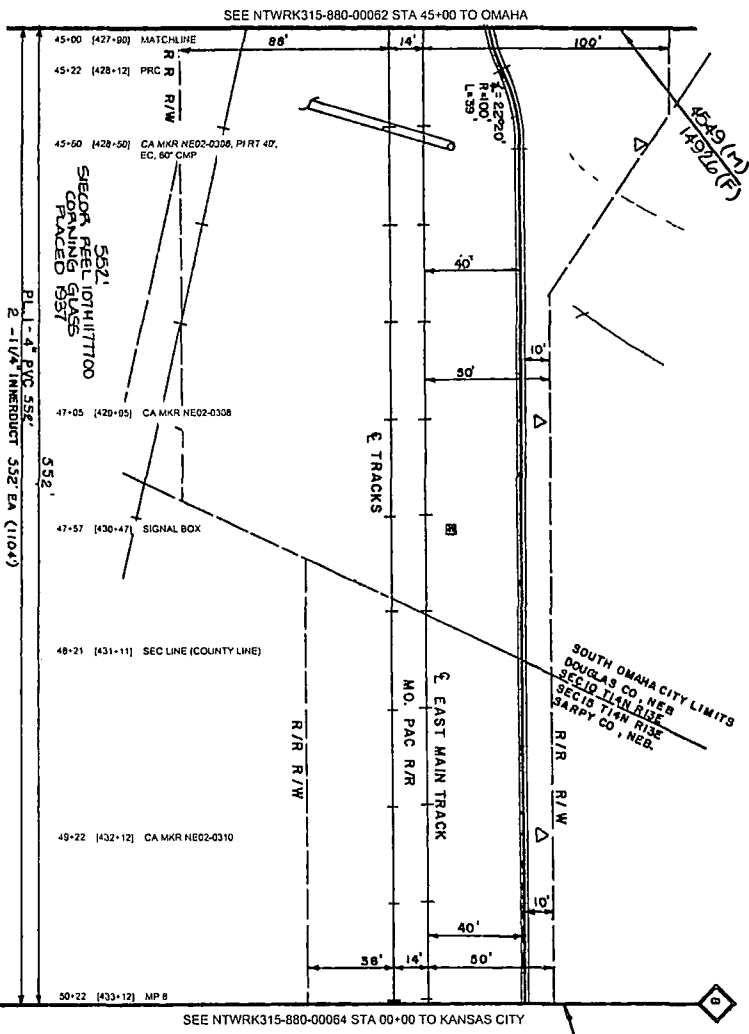 SEE NTWRK315-880-00062 STA 45+00 TO OMAHA
45+00 [427+90] MATCHLINE
88'
14'
100'
45+22 [428+12] PRC
R R R/W
∠=22°20'
R=100'
L=39'
4549 (M)
14926 (F)
45+60 [428+50] CA MKR NE02-0306, PI RT 40',
EC, 60" CMP
552'
SIECOR REEL 107H1177700
CORNING GLASS
PLACED 1987
40'
10'
50'
47+05 [429+95] CA MKR NE02-0308
℄ TRACKS
PL 1 - 4" PVC 552'
2 - 1 1/4" INNERDUCT 552' EA (1104')
552'
47+57 [430+47] SIGNAL BOX
48+21 [431+11] SEC LINE (COUNTY LINE)
SOUTH OMAHA CITY LIMITS
DOUGLAS CO, NEB
SEC 10 T14N R13E
SEC 15 T14N R13E
SARPY CO, NEB.
R/R R/W
MO. PAC R/R
℄ EAST MAIN TRACK
R/R R/W
49+22 [432+12] CA MKR NE02-0310
10'
40'
36'
14'
50'
50+22 [433+12] MP 8
8
SEE NTWRK315-880-00064 STA 00+00 TO KANSAS CITY